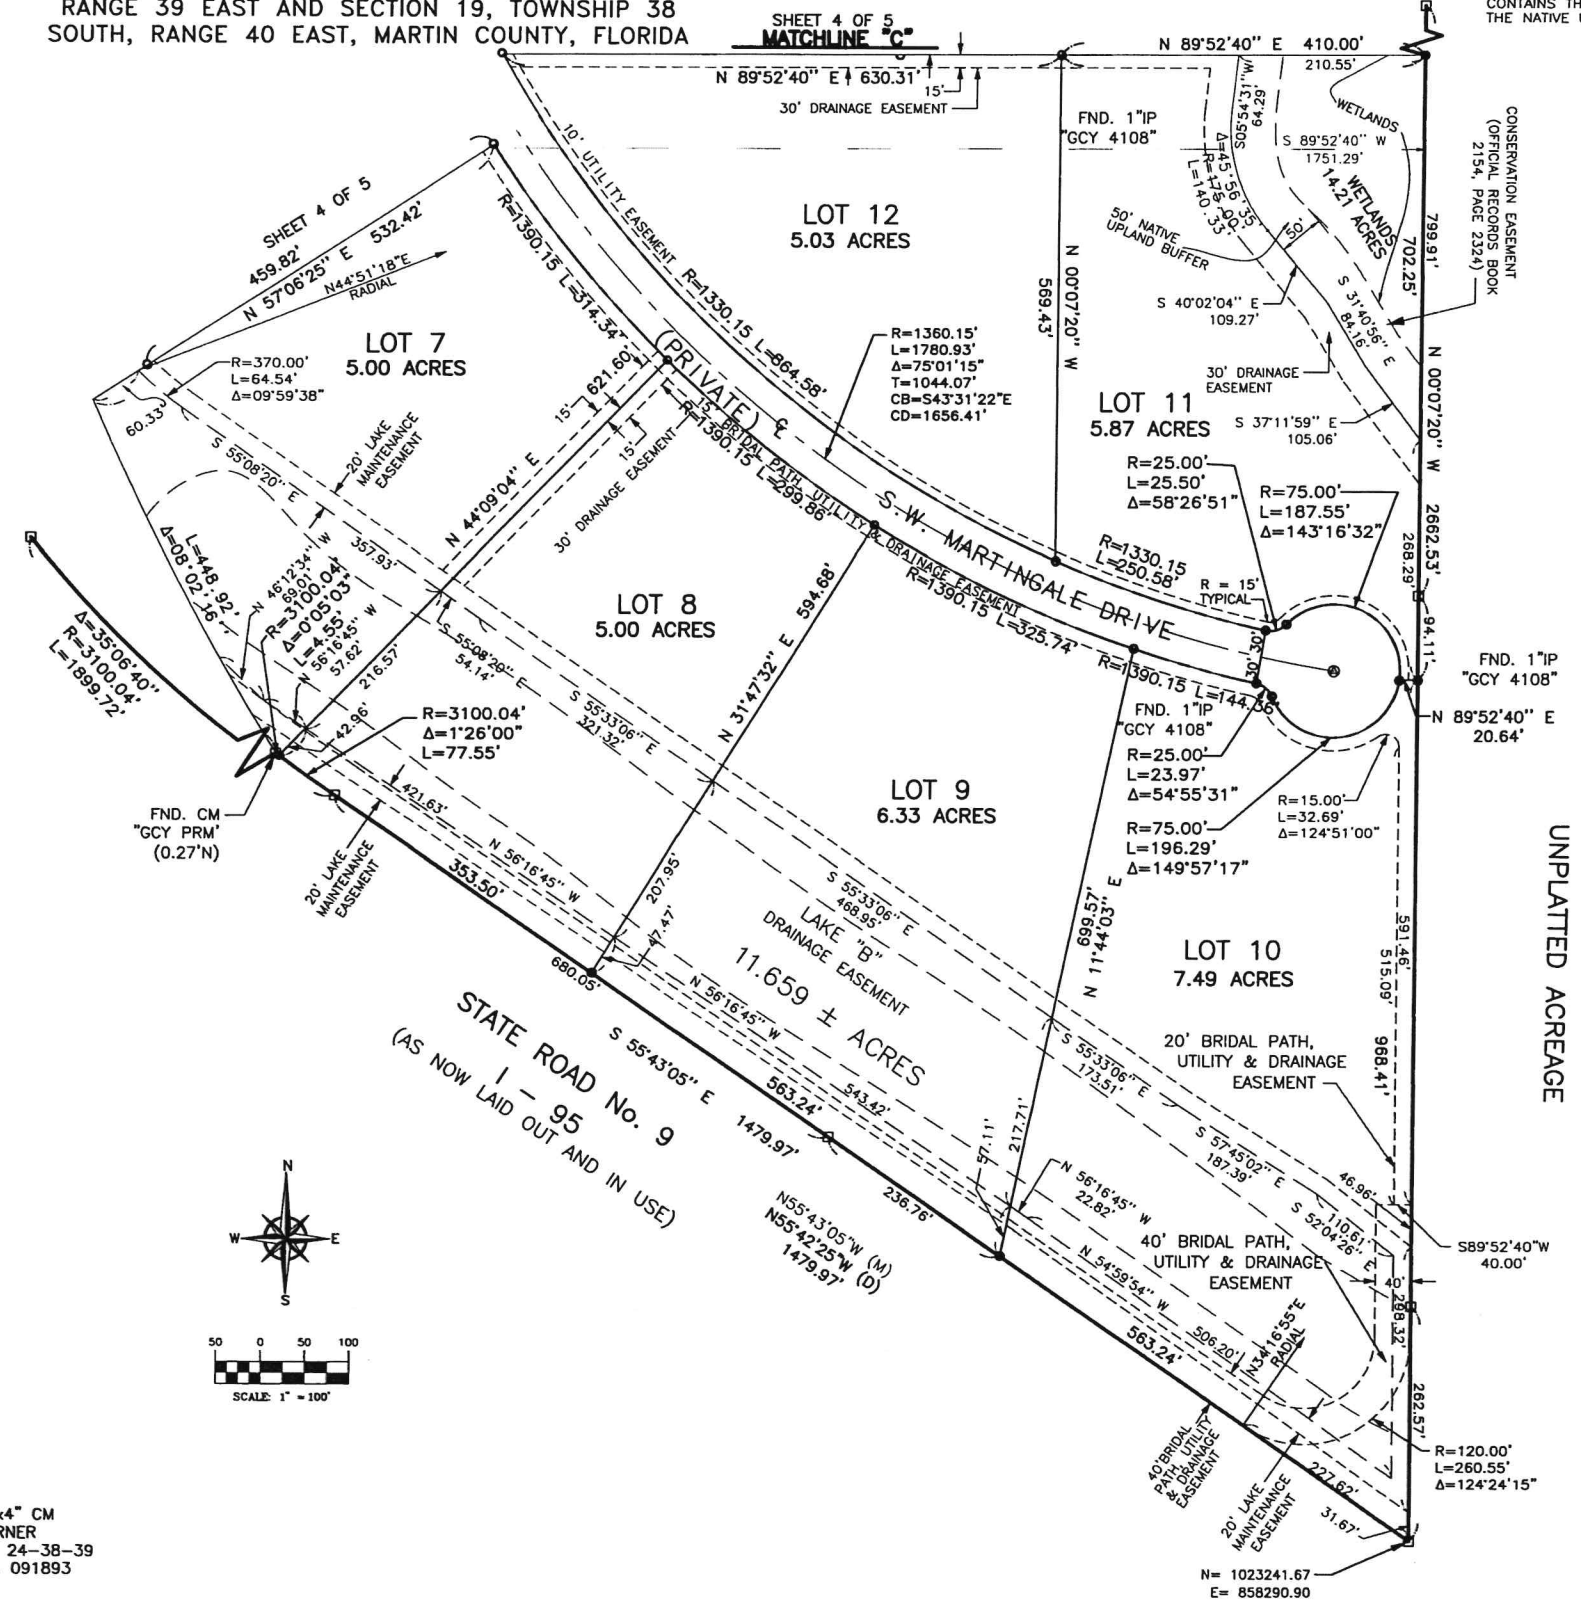 RANGE 39 EAST AND SECTION 19, TOWNSHIP 38
SOUTH, RANGE 40 EAST, MARTIN COUNTY, FLORIDA
SHEET 4 OF 5
MATCHLINE "C"
CONTAINS TH
THE NATIVE
N 89°52'40" E 410.00'
210.55'
N 89°52'40" E 630.31'
15'
30' DRAINAGE EASEMENT
FND. 1"IP
"GCY 4108"
S05°54'31"W
64.29'
WETLANDS
S 89°52'40" W
1751.29'
WETLANDS
14.21 ACRES
CONSERVATION EASEMENT
(OFFICIAL RECORDS BOOK
2154, PAGE 2324)
10' UTILITY EASEMENT
SHEET 4 OF 5
459.82'
532.42'
N 57°06'25" E
N44°51'18"E
RADIAL
R=1390.15 L=314.34'
LOT 12
5.03 ACRES
Δ=45°56'35
R=175.00'
L=140.33'
50' NATIVE
UPLAND BUFFER
50'
799.91'
702.25'
N 00°07'20" W
569.43'
S 40°02'04" E
109.27'
S 31°40'56" E
84.16'
R=1330.15 L=864.58'
LOT 7
5.00 ACRES
R=370.00'
L=64.54'
Δ=09°59'38"
60.33'
(PRIVATE)
R=1360.15'
L=1780.93'
Δ=75°01'15"
T=1044.07'
CB=S43°31'22"E
CD=1656.41'
30' DRAINAGE
EASEMENT
N 00°07'20" W
LOT 11
5.87 ACRES
S 37°11'59" E
105.06'
621.60'
15'
15'
20' LAKE
MAINTENANCE
EASEMENT
S 55°08'20" E
357.93'
N 44°09'04" E
30' DRAINAGE EASEMENT
15' BRIDAL PATH, UTILITY & DRAINAGE EASEMENT
R=1390.15 L=299.86'
R=25.00'
L=25.50'
Δ=58°26'51"
R=75.00'
L=187.55'
Δ=143°16'32"
2662.53'
268.29'
S.W. MARTINGALE DRIVE
R=1330.15
L=250.58'
R = 15'
TYPICAL
L=448.92'
Δ=08°02'16"
N 46°12'34" W
69.01'
R=3100.04'
Δ=0°05'03"
L=4.55'
N 56°16'45" W
57.62'
216.57'
Δ=35°06'40"
R=3100.04'
L=1899.72'
LOT 8
5.00 ACRES
S 55°08'20" E
54.14'
S 55°33'06" E
321.32'
N 31°47'32" E 594.68'
R=1390.15 L=325.74'
R=1390.15 L=144.36'
30' 30'
94.11'
FND. 1"IP
"GCY 4108"
N 89°52'40" E
20.64'
FND. 1"IP
"GCY 4108"
42.96'
R=3100.04'
Δ=1°26'00"
L=77.55'
R=25.00'
L=23.97'
Δ=54°55'31"
R=15.00'
L=32.69'
Δ=124°51'00"
R=75.00'
L=196.29'
Δ=149°57'17"
FND. CM
"GCY PRM'
(0.27'N)
421.63'
20' LAKE
MAINTENANCE
EASEMENT
N 56°16'45" W
353.50'
LOT 9
6.33 ACRES
207.95'
47.47'
S 55°33'06" E
468.95'
LAKE "B"
DRAINAGE EASEMENT
11.659 ± ACRES
699.57'
N 11°44'03" E
LOT 10
7.49 ACRES
591.46'
515.09'
968.41'
UNPLATTED ACREAGE
680.05'
N 56°16'45" W
STATE ROAD No. 9
I - 95
(AS NOW LAID OUT AND IN USE)
S 55°43'05" E
1479.97'
563.24'
543.42'
S 55°33'06" E
173.51'
20' BRIDAL PATH,
UTILITY & DRAINAGE
EASEMENT
57.11'
217.71'
N 56°16'45" W
22.82'
S 57°45'02" E
187.39'
46.96'
110.61'
S 52°04'26" E
40' BRIDAL PATH,
UTILITY & DRAINAGE
EASEMENT
S89°52'40"W
40.00'
40'
298.32'
236.76'
N55°43'05"W (M)
N55°42'25"W (D)
1479.97'
N 54°59'54" W
506.20'
563.24'
N34°16'55"E
RADIAL
262.57'
N
W E
S
50 0 50 100
SCALE: 1" = 100'
40'BRIDAL
PATH, UTILITY
& DRAINAGE
EASEMENT
20' LAKE
MAINTENANCE
EASEMENT
227.62'
31.67'
R=120.00'
L=260.55'
Δ=124°24'15"
x4" CM
RNER
24-38-39
091893
N= 1023241.67
E= 858290.90